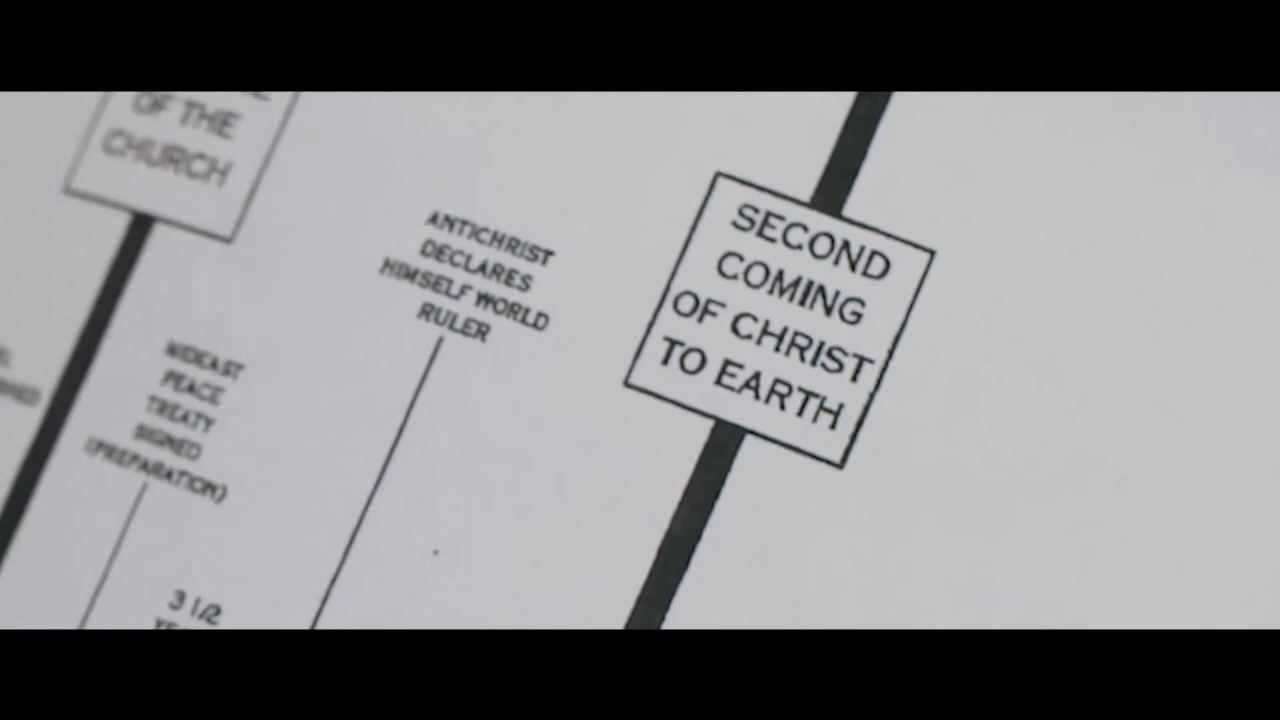 OF THE
CHURCH
MIDEAST
PEACE
TREATY
SIGNED
(PREPARATION)
3 1/2
ANTICHRIST
DECLARES
HIMSELF WORLD
RULER
SECOND
COMING
OF CHRIST
TO EARTH